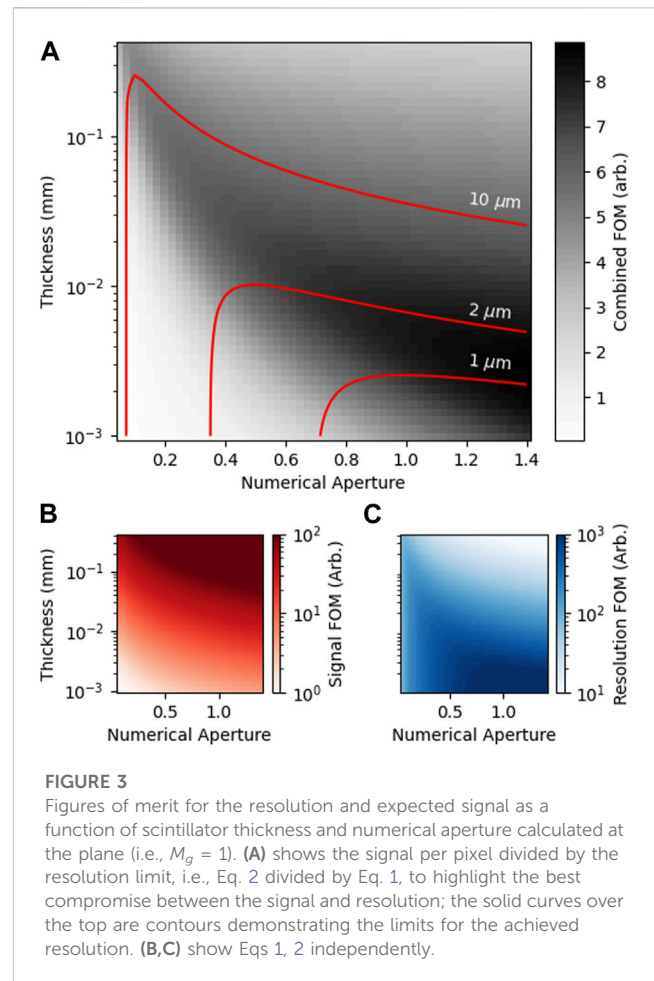 A
10⁻¹
10⁻²
10⁻³
Thickness (mm)
10 μm
2 μm
1 μm
0.2 0.4 0.6 0.8 1.0 1.2 1.4
Numerical Aperture
8
7
6
5
4
3
2
1
Combined FOM (arb.)
B
10⁻¹
10⁻²
10⁻³
Thickness (mm)
0.5 1.0
Numerical Aperture
10²
10¹
10⁰
Signal FOM (Arb.)
C
0.5 1.0
Numerical Aperture
10³
10²
10¹
Resolution FOM (Arb.)
FIGURE 3
Figures of merit for the resolution and expected signal as a
function of scintillator thickness and numerical aperture calculated at
the plane (i.e., M_g = 1). (A) shows the signal per pixel divided by the
resolution limit, i.e., Eq. 2 divided by Eq. 1, to highlight the best
compromise between the signal and resolution; the solid curves over
the top are contours demonstrating the limits for the achieved
resolution. (B,C) show Eqs 1, 2 independently.